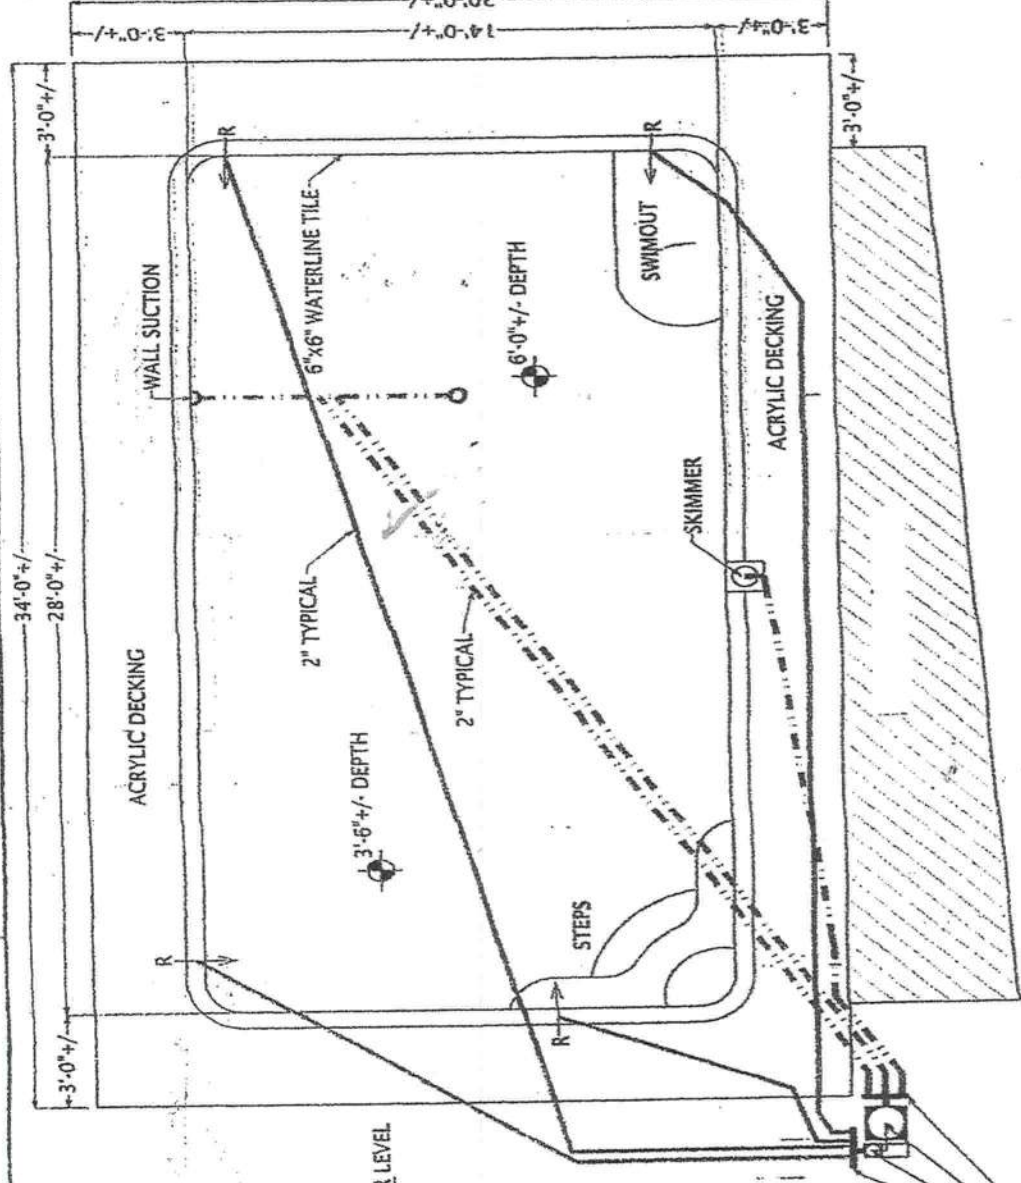 20'-0"+/-
3'-0"+/-
14'-0"+/-
3'-0"+/-
34'-0"+/-
28'-0"+/-
3'-0"+/-
3'-0"+/-
3'-0"+/-
R
R
WALL SUCTION
6"x6" WATERLINE TILE
SWIMOUT
6'-0"+/- DEPTH
ACRYLIC DECKING
ACRYLIC DECKING
2" TYPICAL
SKIMMER
2" TYPICAL
3'-6"+/- DEPTH
STEPS
R
R
LEVEL